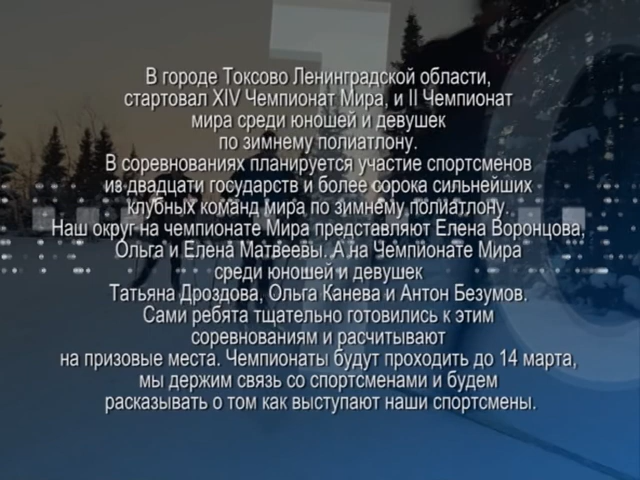 В городе Токсово Ленинградской области,
стартовал XIV Чемпионат Мира, и II Чемпионат
мира среди юношей и девушек
по зимнему полиатлону.
В соревнованиях планируется участие спортсменов
из двадцати государств и более сорока сильнейших
клубных команд мира по зимнему полиатлону.
Наш округ на чемпионате Мира представляют Елена Воронцова,
Ольга и Елена Матвеевы. А на Чемпионате Мира
среди юношей и девушек
Татьяна Дроздова, Ольга Канева и Антон Безумов.
Сами ребята тщательно готовились к этим
соревнованиям и расчитывают
на призовые места. Чемпионаты будут проходить до 14 марта,
мы держим связь со спортсменами и будем
расказывать о том как выступают наши спортсмены.